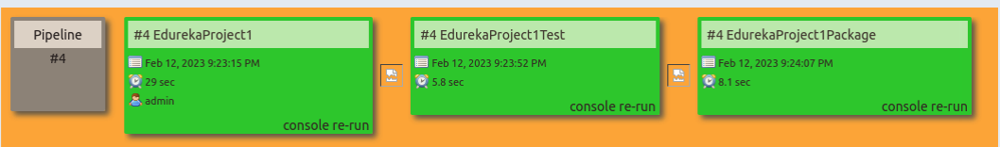 Pipeline
#4
#4 EdurekaProject1
Feb 12, 2023 9:23:15 PM
29 sec
admin
console re-run
#4 EdurekaProject1Test
Feb 12, 2023 9:23:52 PM
5.8 sec
console re-run
#4 EdurekaProject1Package
Feb 12, 2023 9:24:07 PM
8.1 sec
console re-run